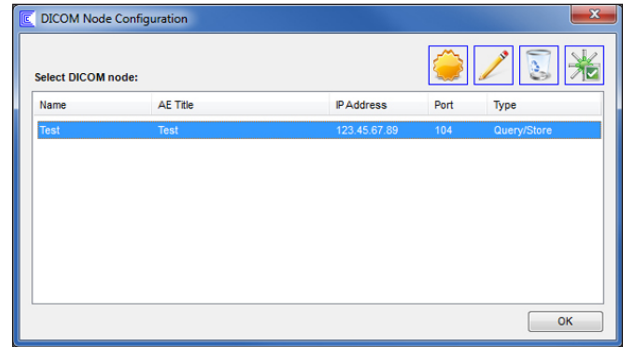 DICOM Node Configuration
Select DICOM node:
Name AE Title IP Address Port Type
Test Test 123.45.67.89 104 Query/Store
OK